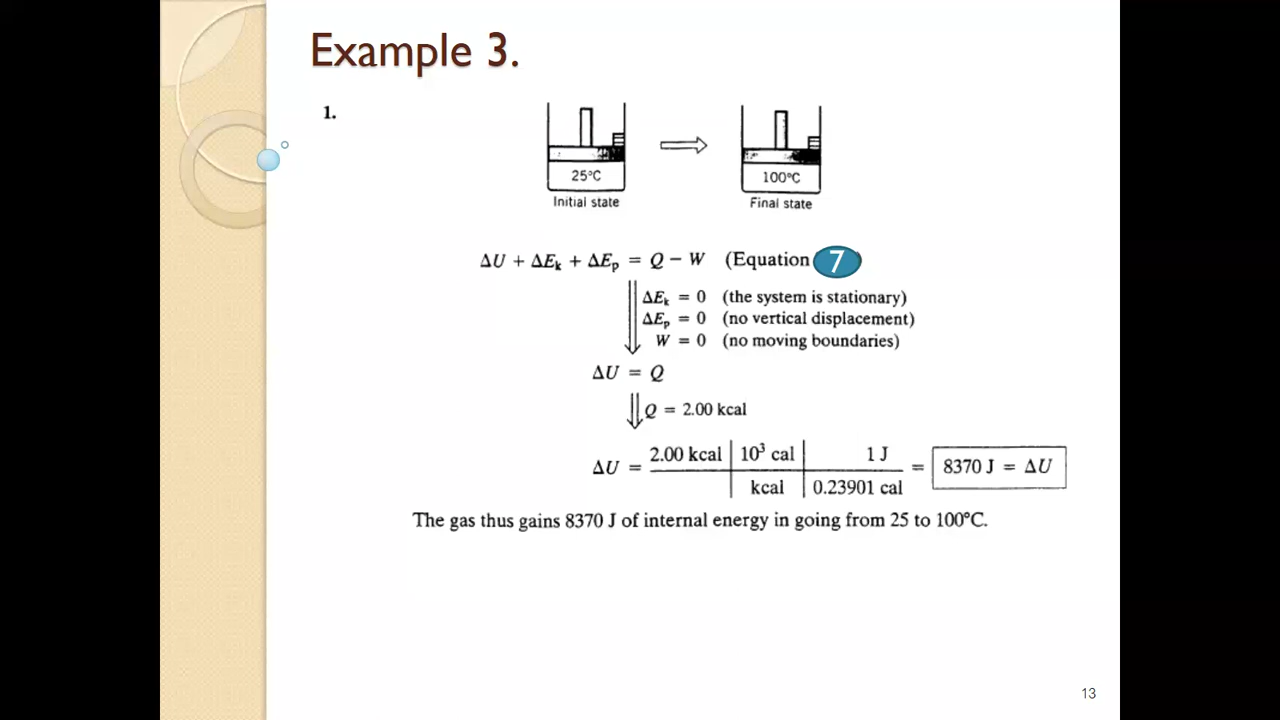 Example 3.
1.
25°C
100°C
Initial state
Final state
ΔU + ΔEk + ΔEp = Q − W (Equation 7
ΔEk = 0 (the system is stationary)
ΔEp = 0 (no vertical displacement)
W = 0 (no moving boundaries)
ΔU = Q
Q = 2.00 kcal
ΔU = 2.00 kcal | 10³ cal | 1 J = 8370 J = ΔU
kcal | 0.23901 cal
The gas thus gains 8370 J of internal energy in going from 25 to 100°C.
13